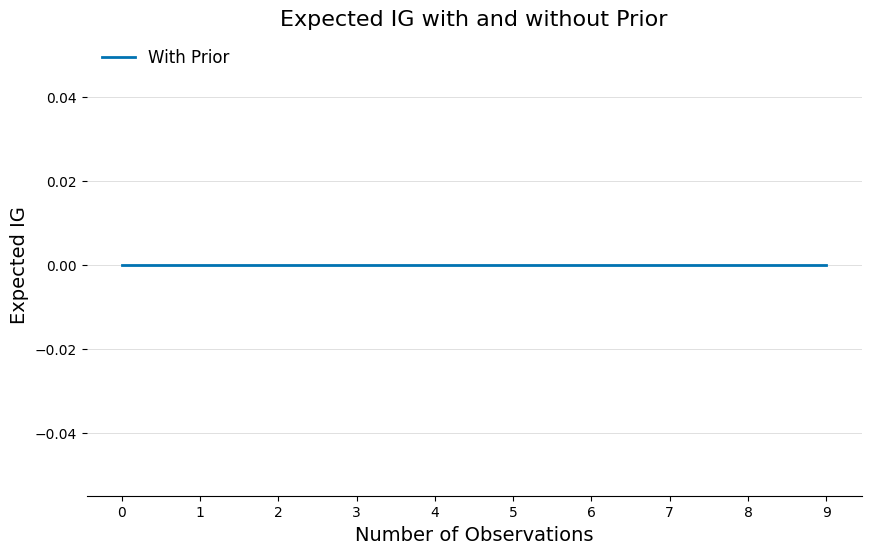 Expected IG with and without Prior
With Prior
0.04
0.02
0.00
−0.02
−0.04
Expected IG
0 1 2 3 4 5 6 7 8 9
Number of Observations